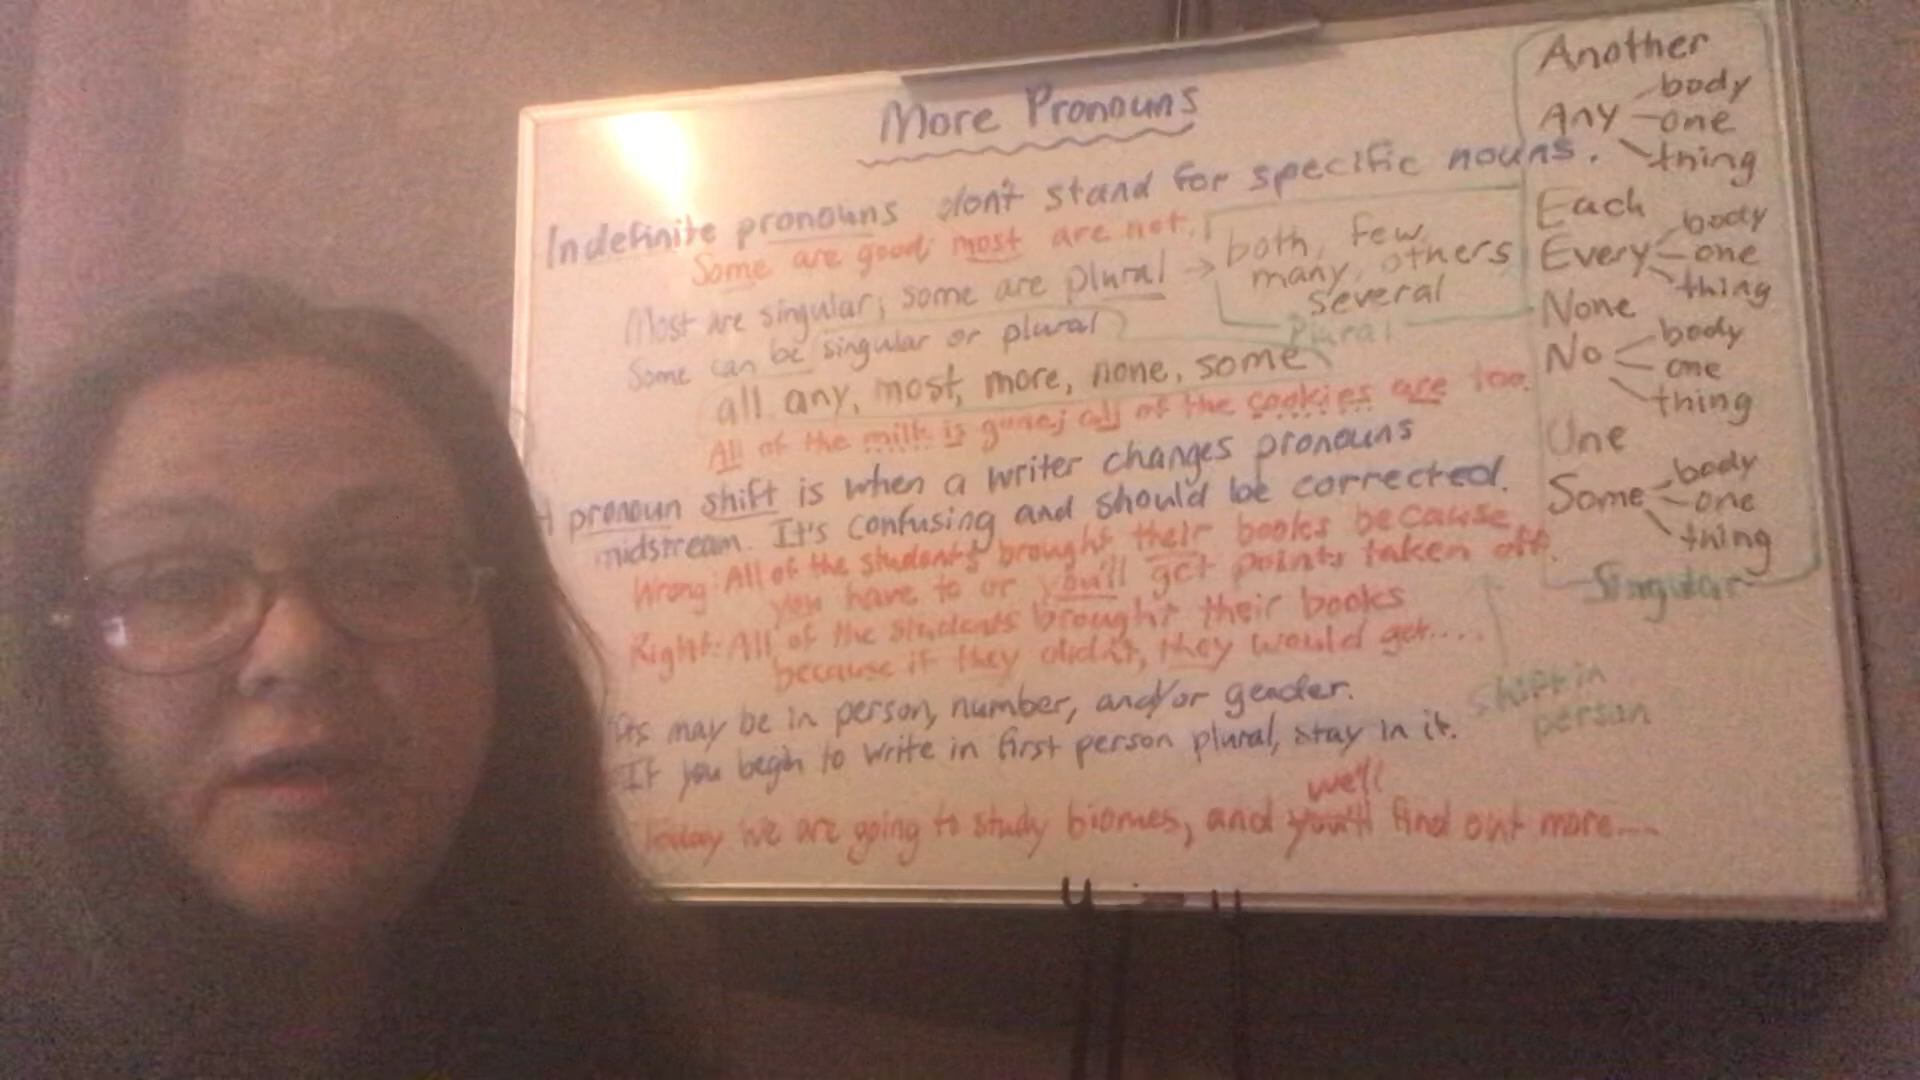 More Pronouns
Indefinite pronouns don't stand for specific nouns.
Some are good; most are not.
Most are singular; some are plural → both, few,
many, others
several
Plural
Some can be singular or plural
all any, most, more, none, some
All of the milk is gone; all of the cookies are too.
A pronoun shift is when a writer changes pronouns
midstream. It's confusing and should be corrected.
Wrong: All of the students brought their books because
you have to or you'll get points taken off.
Right: All of the students brought their books
because if they didn't, they would get....
shift in
person
may be in person, number, and/or gender.
If you begin to write in first person plural, stay in it.
we'll
Today we are going to study biomes, and you'll find out more....
Another
Any body
one
thing
Each
Every body
one
thing
None
No body
one
thing
One
Some body
one
thing
Singular